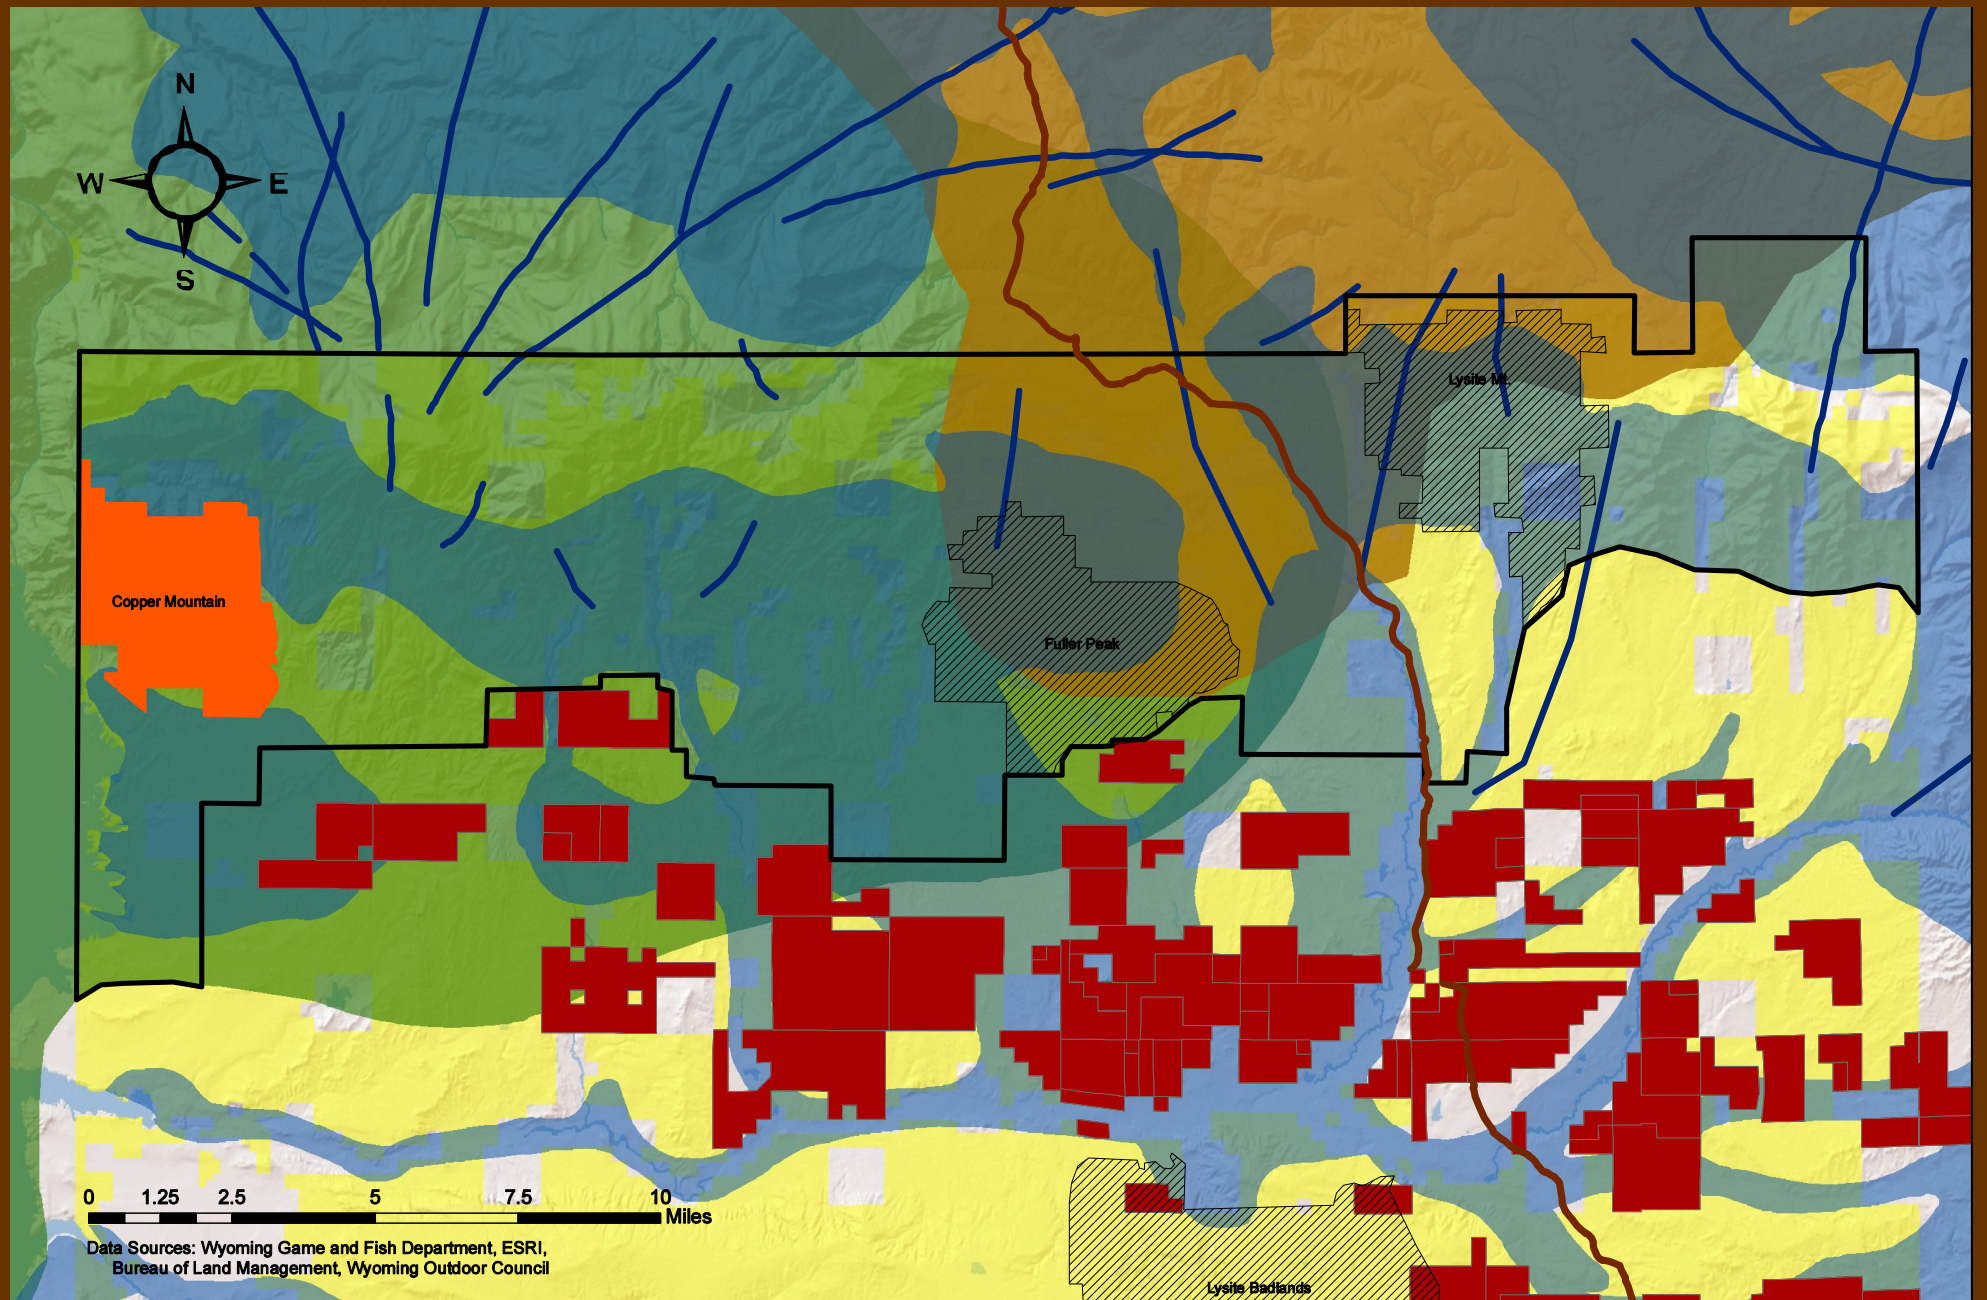 N
W E
S
Lysite Mt.
Copper Mountain
Fuller Peak
0 1.25 2.5 5 7.5 10
Miles
Data Sources: Wyoming Game and Fish Department, ESRI,
Bureau of Land Management, Wyoming Outdoor Council
Lysite Badlands